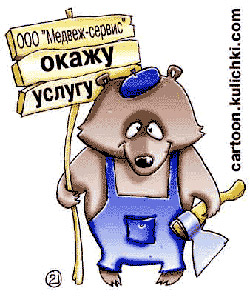 ООО "Медвеж-сервис"
окажу
услугу
cartoon.kulichki.com